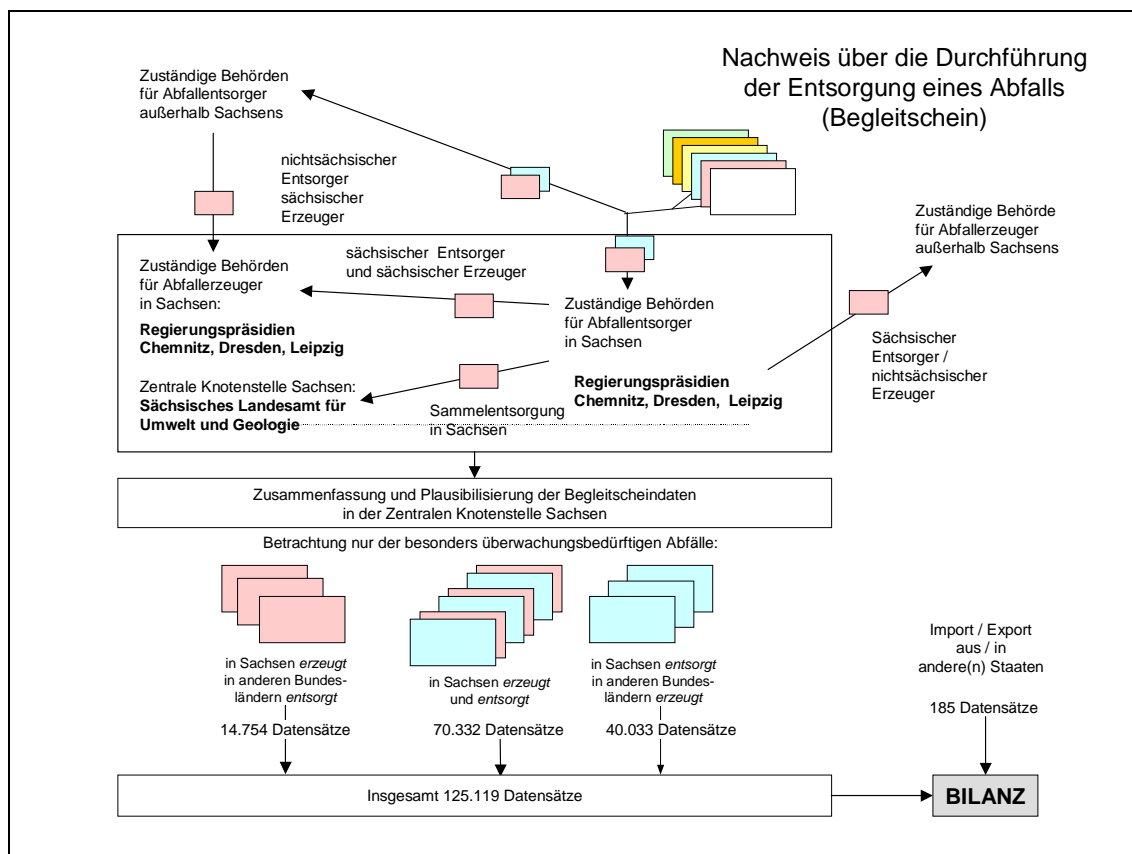 Nachweis über die Durchführung
der Entsorgung eines Abfalls
(Begleitschein)
Zuständige Behörden
für Abfallentsorger
außerhalb Sachsens
nichtsächsischer
Entsorger
sächsischer
Erzeuger
Zuständige Behörde
für Abfallerzeuger
außerhalb Sachsens
Zuständige Behörden
für Abfallerzeuger
in Sachsen:
Regierungspräsidien
Chemnitz, Dresden, Leipzig
sächsischer Entsorger
und sächsischer Erzeuger
Zuständige Behörden
für Abfallentsorger
in Sachsen
Regierungspräsidien
Chemnitz, Dresden, Leipzig
Sächsischer
Entsorger /
nichtsächsischer
Erzeuger
Zentrale Knotenstelle Sachsen:
Sächsisches Landesamt für
Umwelt und Geologie
Sammelentsorgung
in Sachsen
Zusammenfassung und Plausibilisierung der Begleitscheindaten
in der Zentralen Knotenstelle Sachsen
Betrachtung nur der besonders überwachungsbedürftigen Abfälle:
in Sachsen erzeugt
in anderen Bundes-
ländern entsorgt
14.754 Datensätze
in Sachsen erzeugt
und entsorgt
70.332 Datensätze
in Sachsen entsorgt
in anderen Bundes-
ländern erzeugt
40.033 Datensätze
Import / Export
aus / in
andere(n) Staaten
185 Datensätze
Insgesamt 125.119 Datensätze
BILANZ